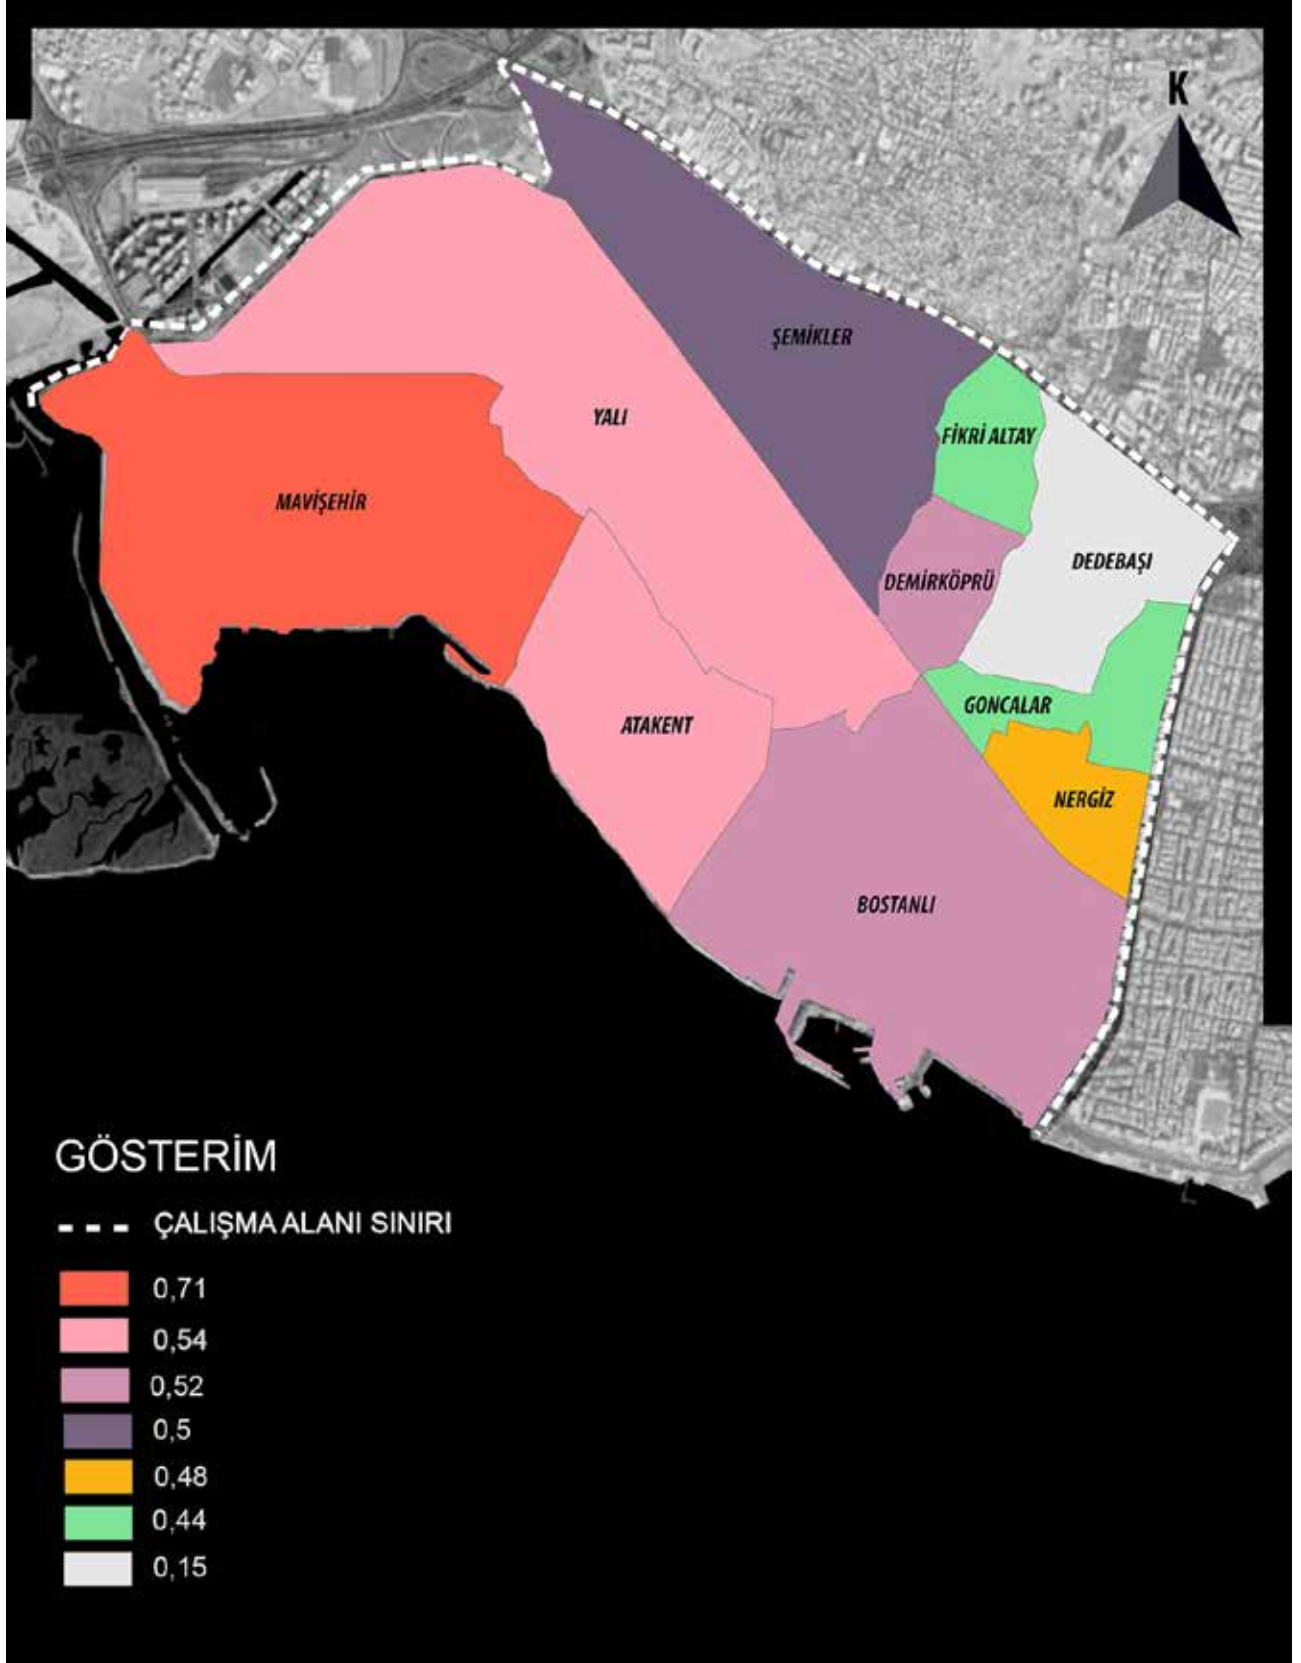 K
ŞEMİKLER
YALI
FİKRİ ALTAY
MAVİŞEHİR
DEDEBAŞI
DEMİRKÖPRÜ
GONCALAR
ATAKENT
NERGİZ
BOSTANLI
GÖSTERİM
ÇALIŞMA ALANI SINIRI
0,71
0,54
0,52
0,5
0,48
0,44
0,15